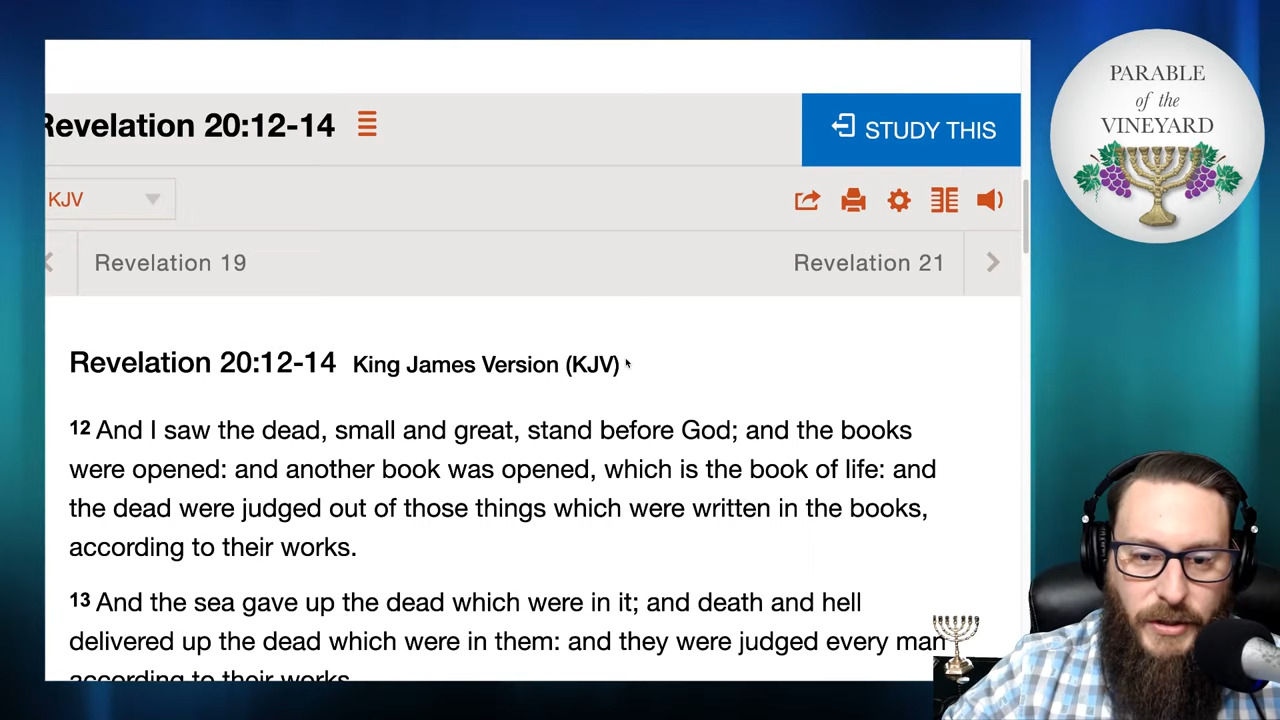 Revelation 20:12-14
STUDY THIS
KJV
Revelation 19
Revelation 21
Revelation 20:12-14 King James Version (KJV)
12 And I saw the dead, small and great, stand before God; and the books
were opened: and another book was opened, which is the book of life: and
the dead were judged out of those things which were written in the books,
according to their works.
13 And the sea gave up the dead which were in it; and death and hell
delivered up the dead which were in them: and they were judged every man
according to their works.
PARABLE
of the
VINEYARD